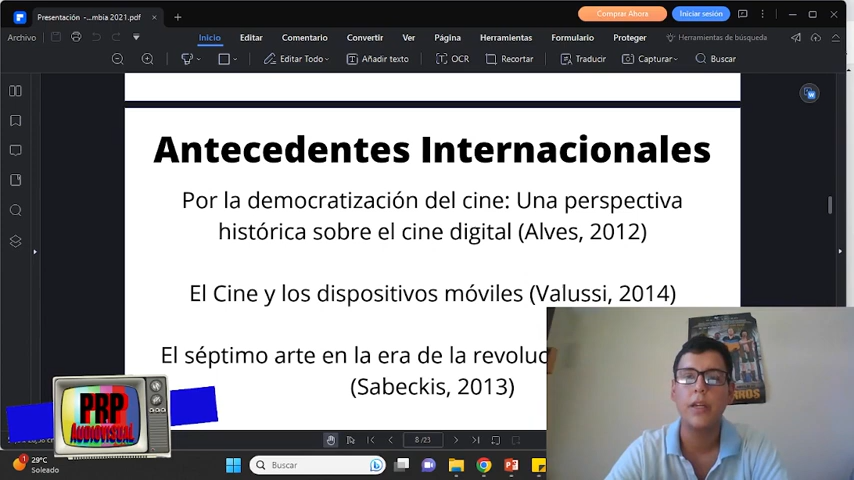 Presentación -...mbia 2021.pdf
Comprar Ahora
Iniciar sesión
Archivo
Inicio
Editar
Comentario
Convertir
Ver
Página
Herramientas
Formulario
Proteger
Herramientas de búsqueda
Editar Todo
Añadir texto
OCR
Recortar
Traducir
Capturar
Buscar
Antecedentes Internacionales
Por la democratización del cine: Una perspectiva
histórica sobre el cine digital (Alves, 2012)
El Cine y los dispositivos móviles (Valussi, 2014)
El séptimo arte en la era de la
(Sabeckis, 2013)
PRP
AUDIOVISUAL
8/23
29°C
Soleado
Buscar